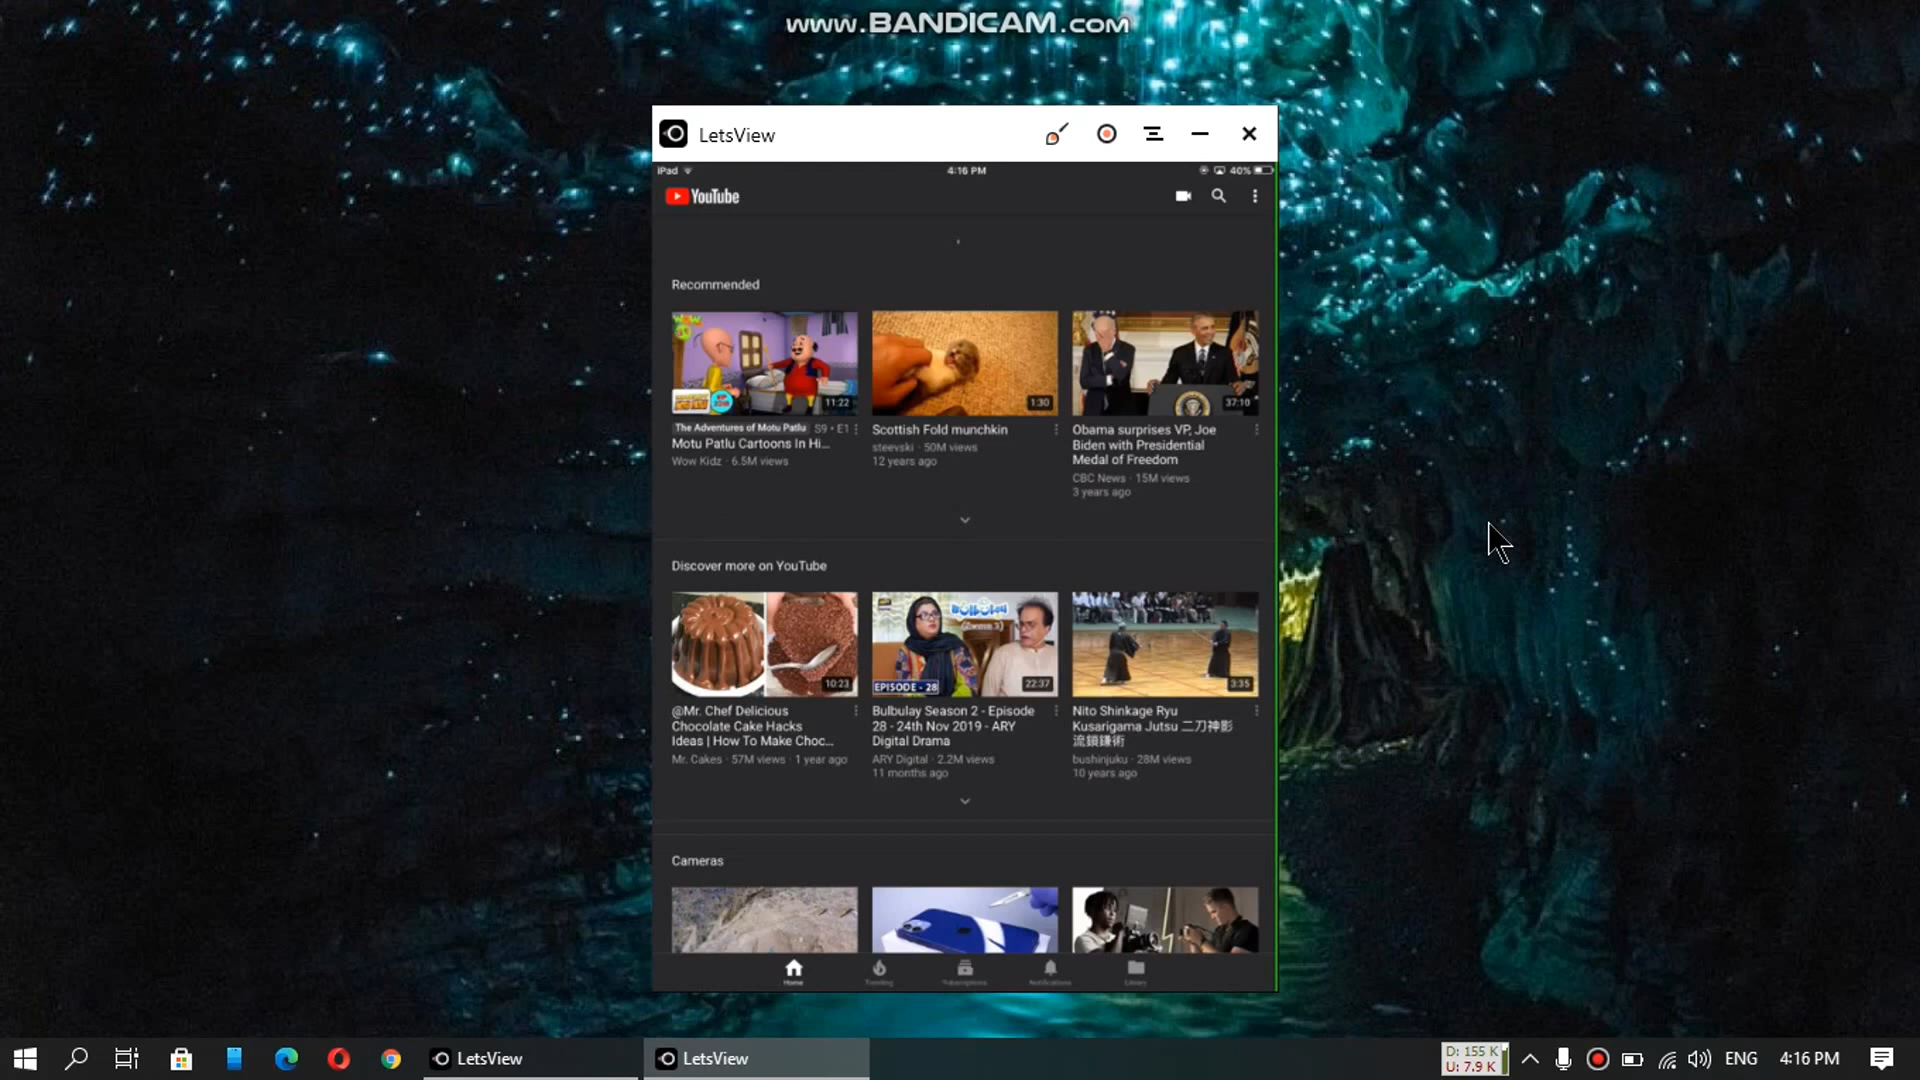 www.BANDICAM.com
LetsView
iPad 4:16 PM 40%
YouTube
Recommended
11:22
1:30
37:10
The Adventures of Motu Patlu S9 • E1
Motu Patlu Cartoons In Hi...
Wow Kidz · 6.5M views
Scottish Fold munchkin
steevski · 50M views
12 years ago
Obama surprises VP, Joe
Biden with Presidential
Medal of Freedom
CBC News · 15M views
3 years ago
Discover more on YouTube
10:23
Bulbulay
EPISODE - 28
22:37
3:35
@Mr. Chef Delicious
Chocolate Cake Hacks
Ideas | How To Make Choc...
Mr. Cakes · 57M views · 1 year ago
Bulbulay Season 2 - Episode
28 - 24th Nov 2019 - ARY
Digital Drama
ARY Digital · 2.2M views
11 months ago
Nito Shinkage Ryu
Kusarigama Jutsu 二刀神影
流鎖鎌術
bushinjuku · 28M views
10 years ago
Cameras
Home Trending Subscriptions Notifications Library
LetsView LetsView
D: 155 K
U: 7.9 K
ENG 4:16 PM